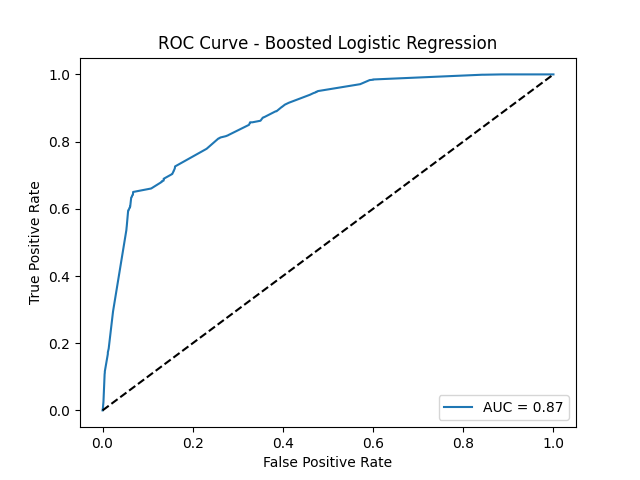 ROC Curve - Boosted Logistic Regression
True Positive Rate
1.0
0.8
0.6
0.4
0.2
0.0
AUC = 0.87
0.0 0.2 0.4 0.6 0.8 1.0
False Positive Rate